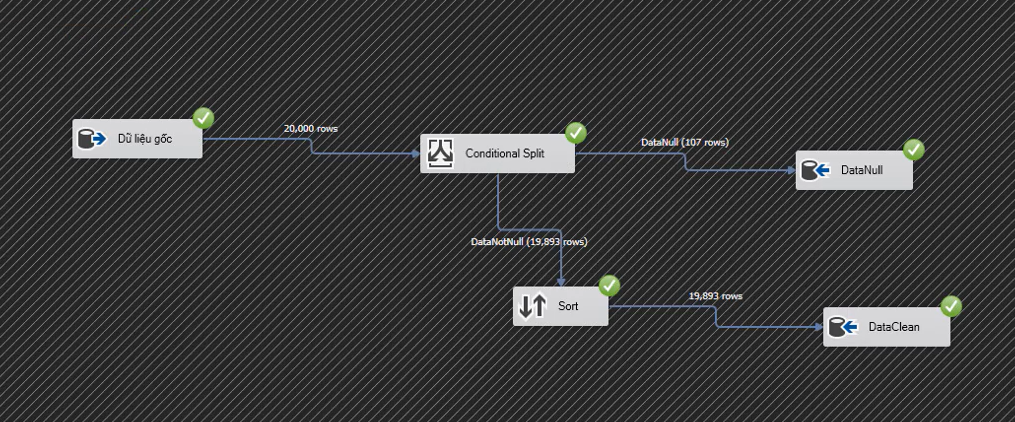 Dữ liệu gốc
20,000 rows
Conditional Split
DataNull (107 rows)
DataNull
DataNotNull (19,893 rows)
Sort
19,893 rows
DataClean